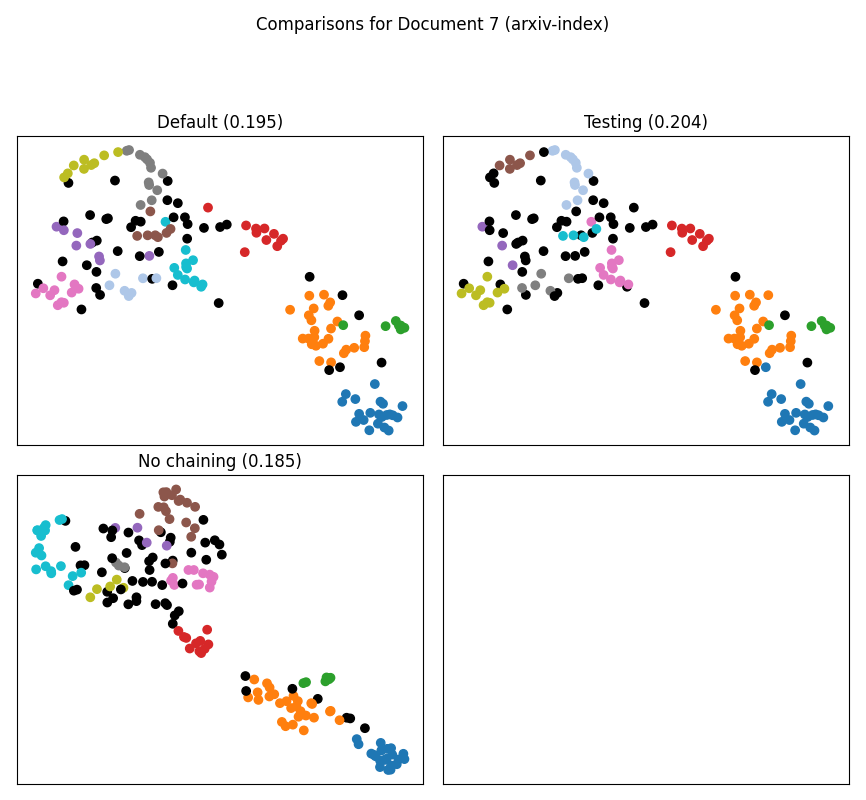 Comparisons for Document 7 (arxiv-index)
Default (0.195)
Testing (0.204)
No chaining (0.185)